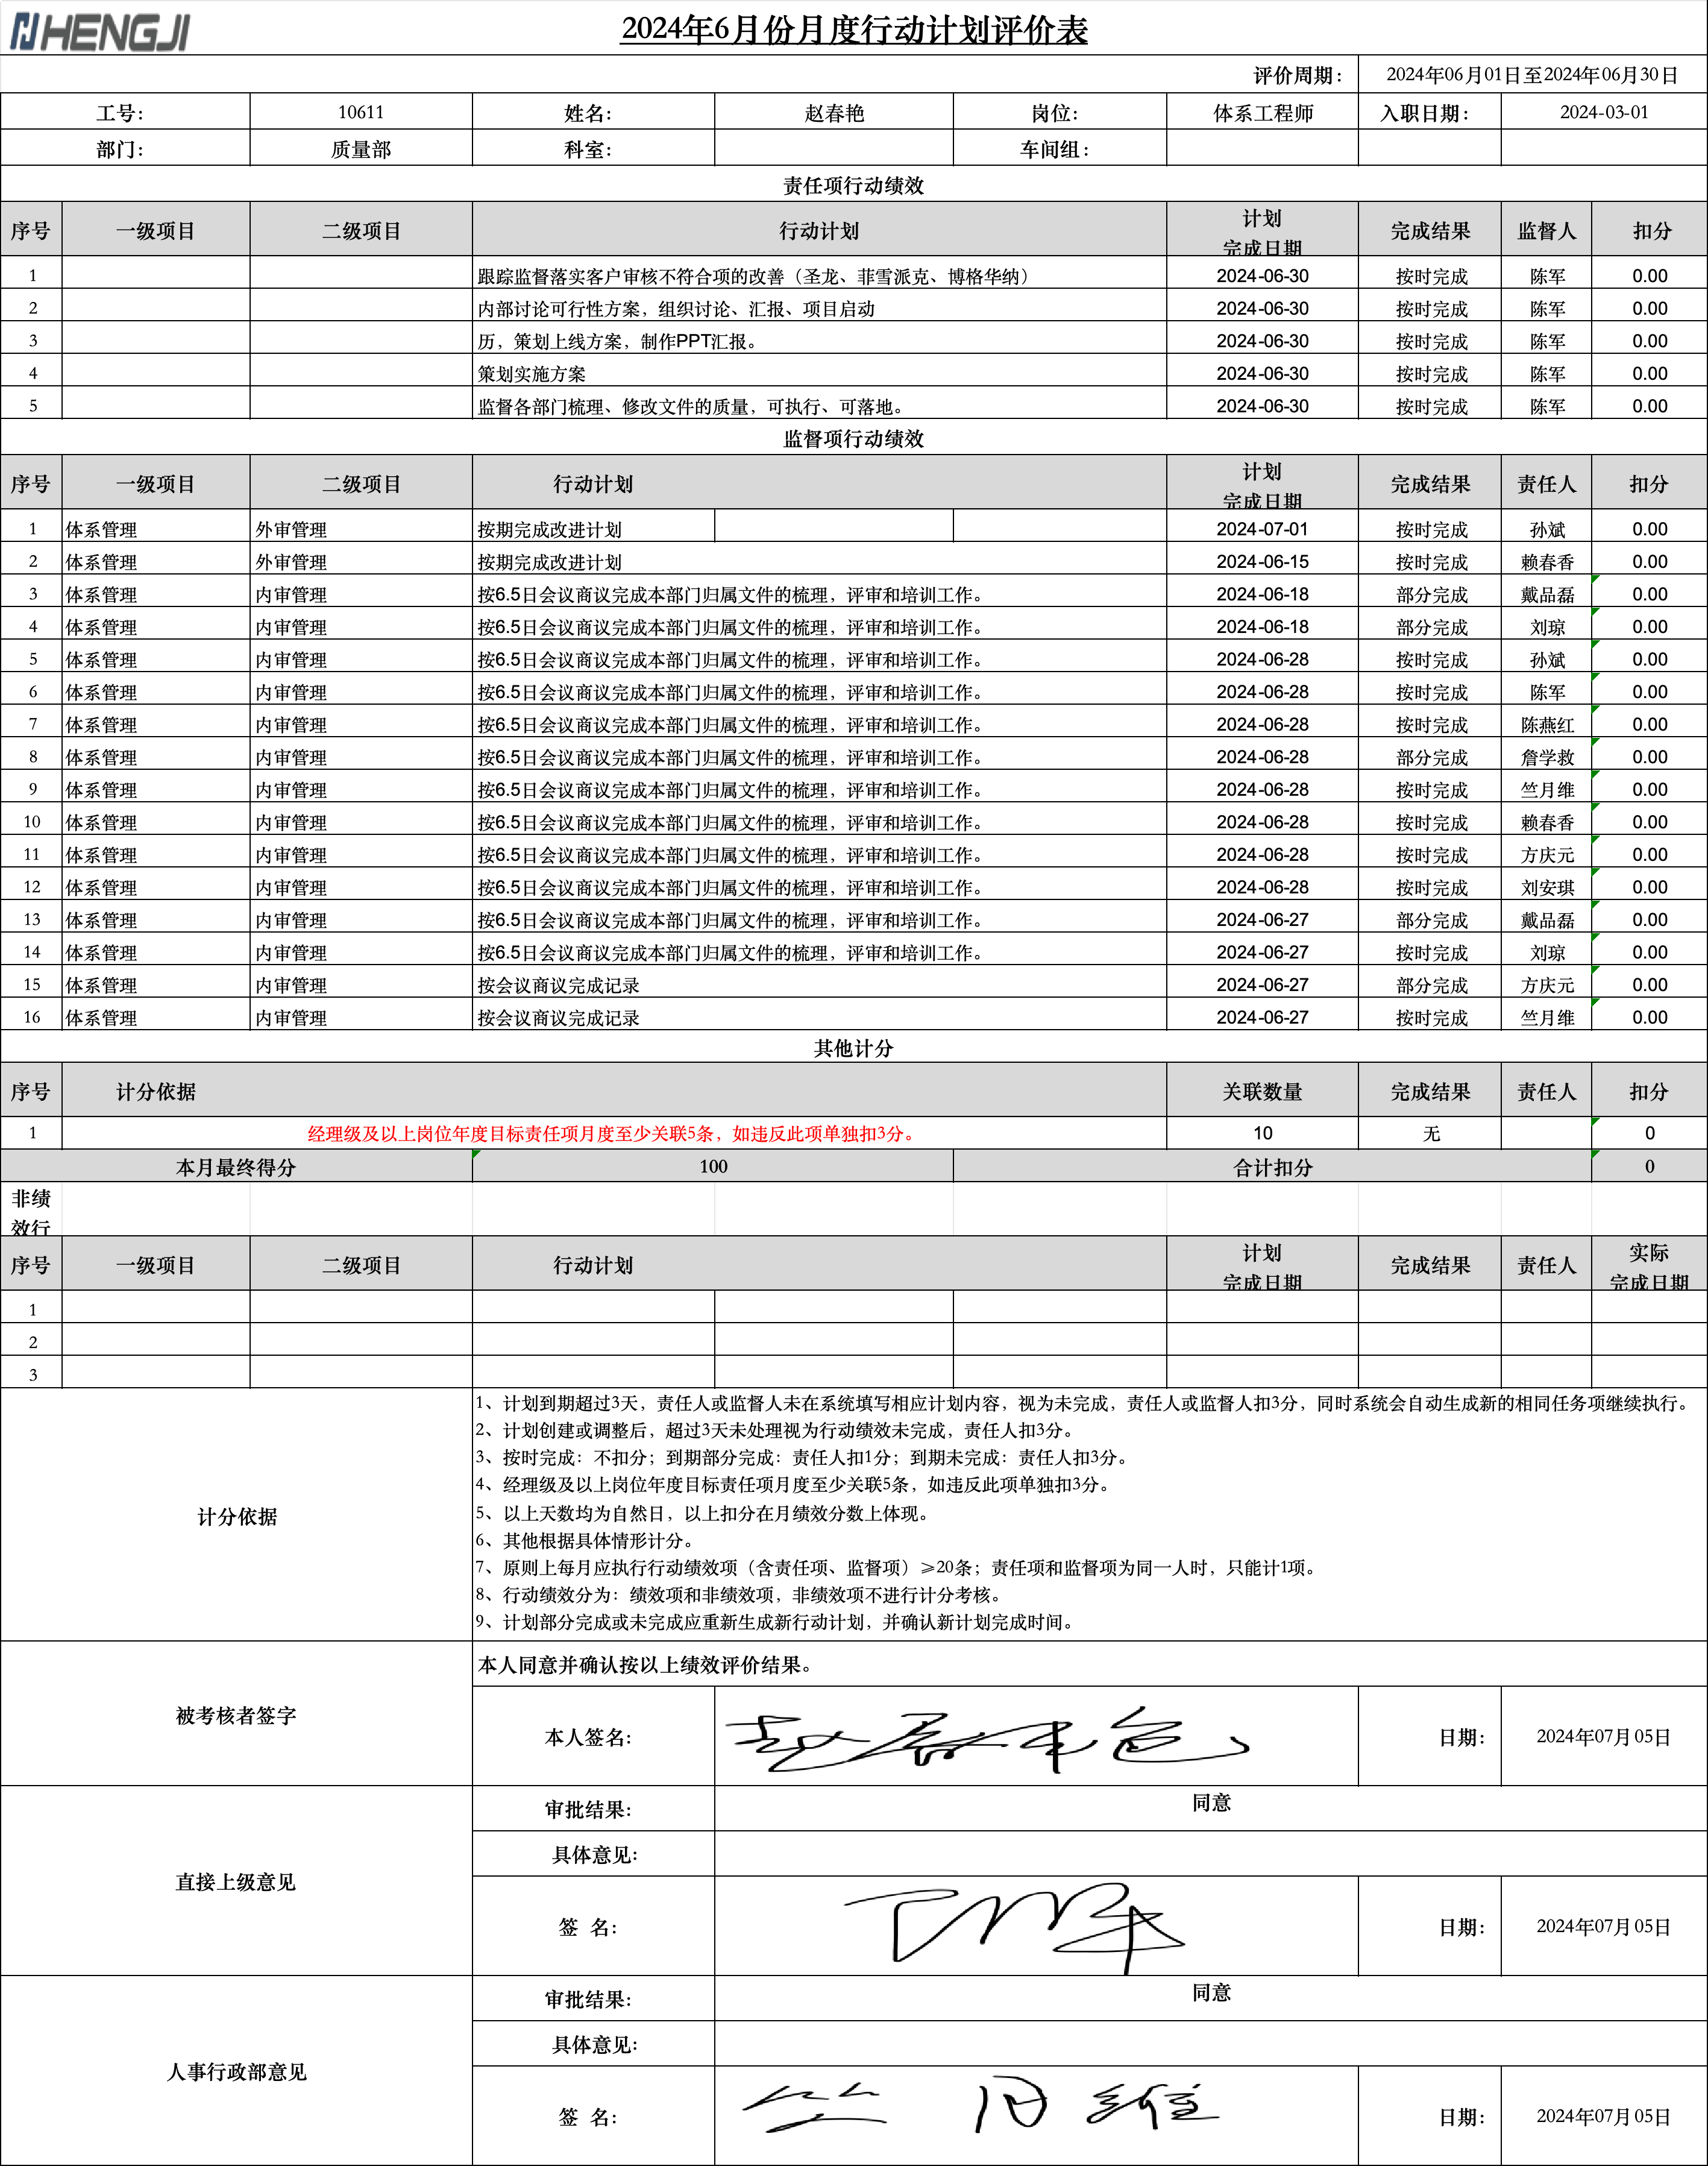 HENGJI
2024年6月份月度行动计划评价表
评价周期： 2024年06月01日至2024年06月30日
工号： 10611 姓名： 赵春艳 岗位： 体系工程师 入职日期： 2024-03-01
部门： 质量部 科室： 车间组：
责任项行动绩效
序号 一级项目 二级项目 行动计划 计划完成日期 完成结果 监督人 扣分
1 跟踪监督落实客户审核不符合项的改善（圣龙、菲雪派克、博格华纳） 2024-06-30 按时完成 陈军 0.00
2 内部讨论可行性方案，组织讨论、汇报、项目启动 2024-06-30 按时完成 陈军 0.00
3 历，策划上线方案，制作PPT汇报。 2024-06-30 按时完成 陈军 0.00
4 策划实施方案 2024-06-30 按时完成 陈军 0.00
5 监督各部门梳理、修改文件的质量，可执行、可落地。 2024-06-30 按时完成 陈军 0.00
监督项行动绩效
序号 一级项目 二级项目 行动计划 计划完成日期 完成结果 责任人 扣分
1 体系管理 外审管理 按期完成改进计划 2024-07-01 按时完成 孙斌 0.00
2 体系管理 外审管理 按期完成改进计划 2024-06-15 按时完成 赖春香 0.00
3 体系管理 内审管理 按6.5日会议商议完成本部门归属文件的梳理，评审和培训工作。 2024-06-18 部分完成 戴品磊 0.00
4 体系管理 内审管理 按6.5日会议商议完成本部门归属文件的梳理，评审和培训工作。 2024-06-18 部分完成 刘琼 0.00
5 体系管理 内审管理 按6.5日会议商议完成本部门归属文件的梳理，评审和培训工作。 2024-06-28 按时完成 孙斌 0.00
6 体系管理 内审管理 按6.5日会议商议完成本部门归属文件的梳理，评审和培训工作。 2024-06-28 按时完成 陈军 0.00
7 体系管理 内审管理 按6.5日会议商议完成本部门归属文件的梳理，评审和培训工作。 2024-06-28 按时完成 陈燕红 0.00
8 体系管理 内审管理 按6.5日会议商议完成本部门归属文件的梳理，评审和培训工作。 2024-06-28 部分完成 詹学救 0.00
9 体系管理 内审管理 按6.5日会议商议完成本部门归属文件的梳理，评审和培训工作。 2024-06-28 按时完成 竺月维 0.00
10 体系管理 内审管理 按6.5日会议商议完成本部门归属文件的梳理，评审和培训工作。 2024-06-28 按时完成 赖春香 0.00
11 体系管理 内审管理 按6.5日会议商议完成本部门归属文件的梳理，评审和培训工作。 2024-06-28 按时完成 方庆元 0.00
12 体系管理 内审管理 按6.5日会议商议完成本部门归属文件的梳理，评审和培训工作。 2024-06-28 按时完成 刘安琪 0.00
13 体系管理 内审管理 按6.5日会议商议完成本部门归属文件的梳理，评审和培训工作。 2024-06-27 部分完成 戴品磊 0.00
14 体系管理 内审管理 按6.5日会议商议完成本部门归属文件的梳理，评审和培训工作。 2024-06-27 按时完成 刘琼 0.00
15 体系管理 内审管理 按会议商议完成记录 2024-06-27 部分完成 方庆元 0.00
16 体系管理 内审管理 按会议商议完成记录 2024-06-27 按时完成 竺月维 0.00
其他计分
序号 计分依据 关联数量 完成结果 责任人 扣分
1 经理级及以上岗位年度目标责任项月度至少关联5条，如违反此项单独扣3分。 10 无 0
本月最终得分 100 合计扣分 0
非绩效行
序号 一级项目 二级项目 行动计划 计划完成日期 完成结果 责任人 实际完成日期
1
2
3
计分依据
1、计划到期超过3天，责任人或监督人未在系统填写相应计划内容，视为未完成，责任人或监督人扣3分，同时系统会自动生成新的相同任务项继续执行。
2、计划创建或调整后，超过3天未处理视为行动绩效未完成，责任人扣3分。
3、按时完成：不扣分；到期部分完成：责任人扣1分；到期未完成：责任人扣3分。
4、经理级及以上岗位年度目标责任项月度至少关联5条，如违反此项单独扣3分。
5、以上天数均为自然日，以上扣分在月绩效分数上体现。
6、其他根据具体情形计分。
7、原则上每月应执行行动绩效项（含责任项、监督项）≥20条；责任项和监督项为同一人时，只能计1项。
8、行动绩效分为：绩效项和非绩效项，非绩效项不进行计分考核。
9、计划部分完成或未完成应重新生成新行动计划，并确认新计划完成时间。
被考核者签字
本人同意并确认按以上绩效评价结果。
本人签名： 赵春艳 日期： 2024年07月05日
直接上级意见
审批结果： 同意
具体意见：
签 名： 日期： 2024年07月05日
人事行政部意见
审批结果： 同意
具体意见：
签 名： 竺月维 日期： 2024年07月05日